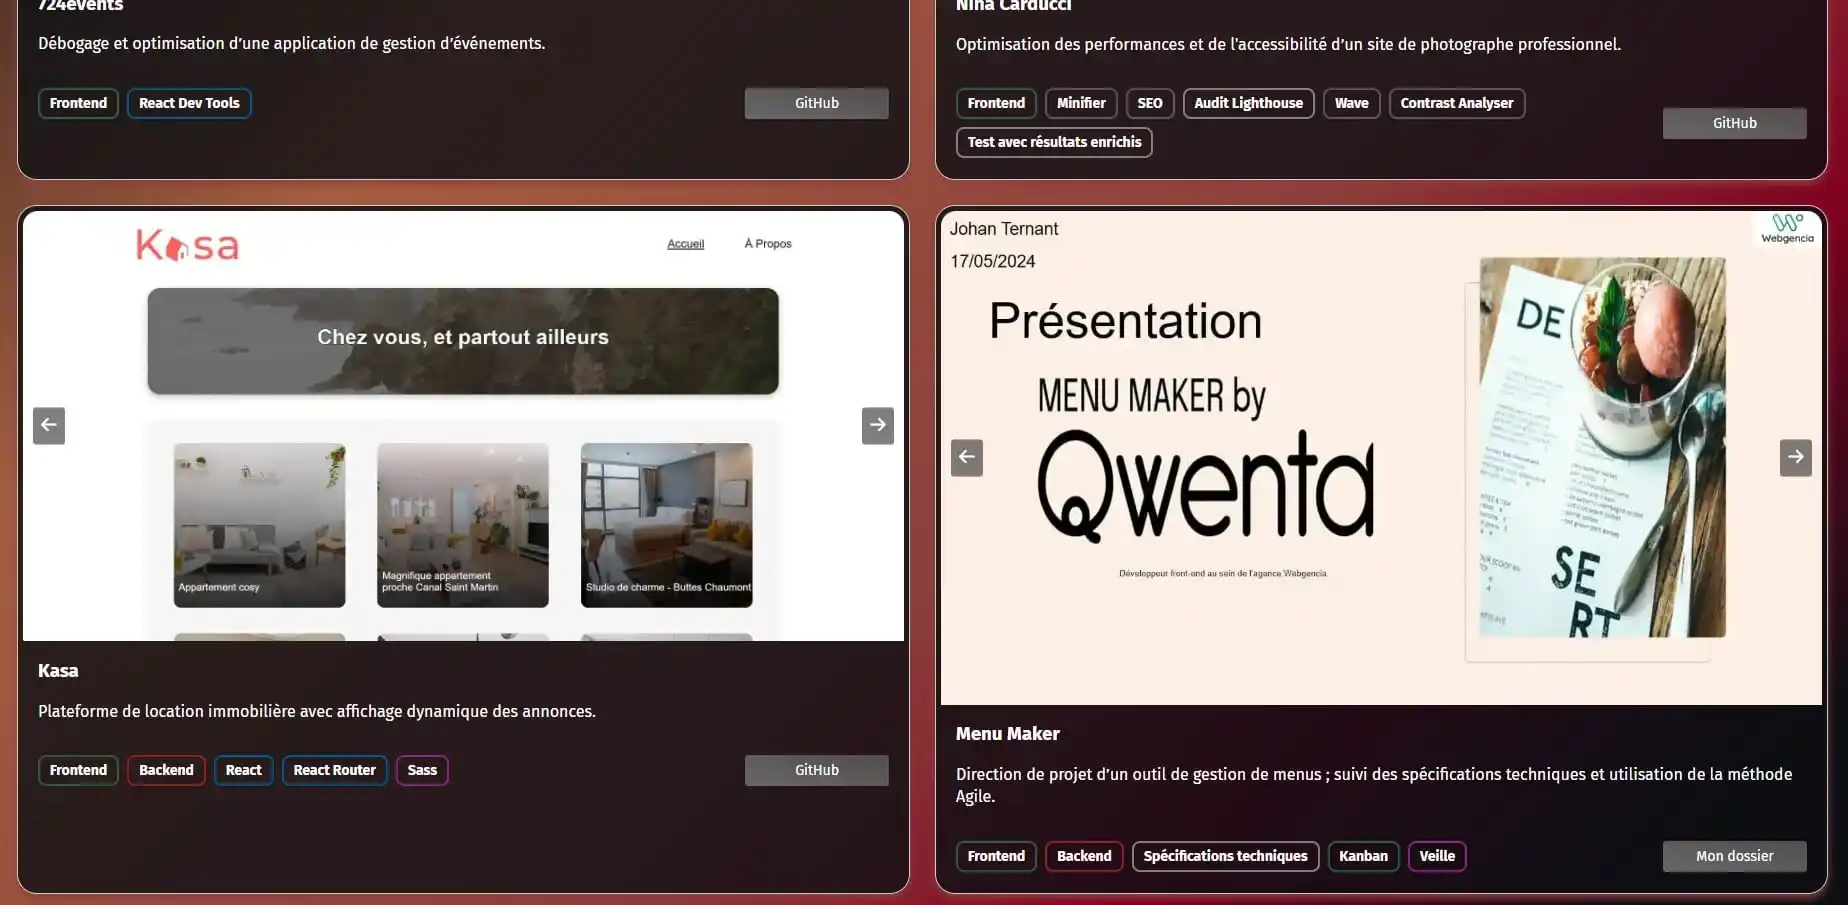 724events
Débogage et optimisation d’une application de gestion d’événements.
Frontend
React Dev Tools
GitHub
Nina Carducci
Optimisation des performances et de l'accessibilité d’un site de photographe professionnel.
Frontend
Minifier
SEO
Audit Lighthouse
Wave
Contrast Analyser
Test avec résultats enrichis
GitHub
Kasa
Accueil
À Propos
Chez vous, et partout ailleurs
Appartement cosy
Magnifique appartement
proche Canal Saint Martin
Studio de charme - Buttes Chaumont
Kasa
Plateforme de location immobilière avec affichage dynamique des annonces.
Frontend
Backend
React
React Router
Sass
GitHub
Johan Ternant
17/05/2024
Webgencia
Présentation
MENU MAKER by
Qwenta
Développeur front-end au sein de l'agence Webgencia.
DE
SE
RT
Menu Maker
Direction de projet d’un outil de gestion de menus ; suivi des spécifications techniques et utilisation de la méthode
Agile.
Frontend
Backend
Spécifications techniques
Kanban
Veille
Mon dossier